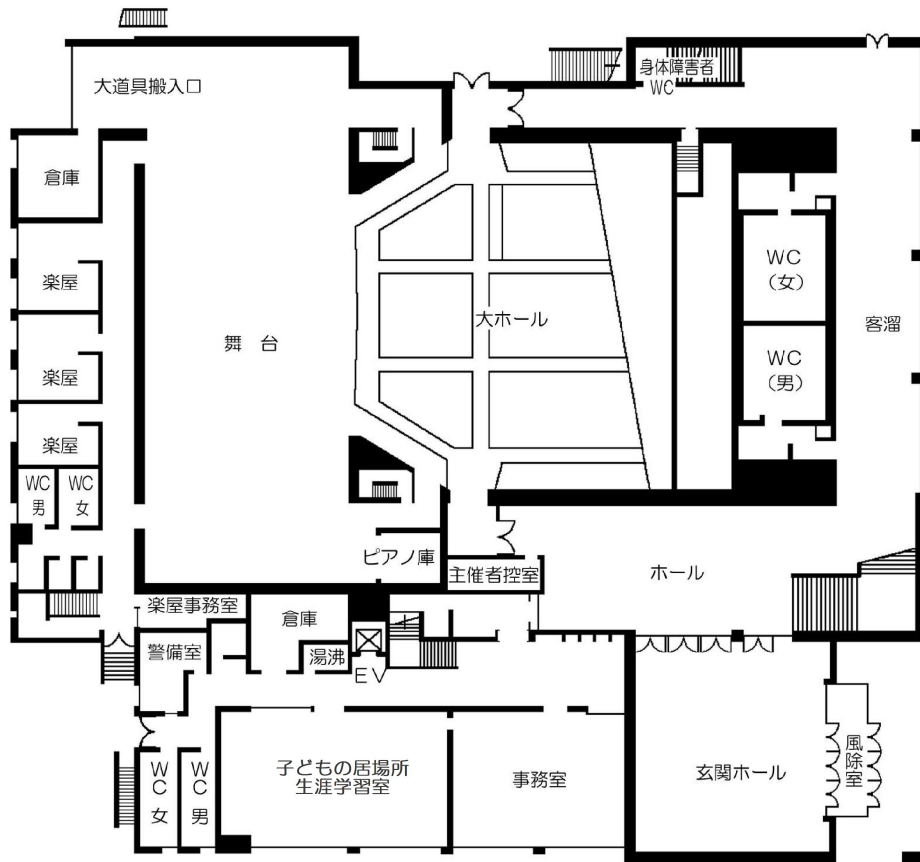 大道具搬入口
身体障害者
WC
倉庫
楽屋
WC
(女)
舞 台
大ホール
客溜
楽屋
WC
(男)
楽屋
WC
男
WC
女
ピアノ庫
主催者控室
ホール
楽屋事務室
倉庫
警備室
湯沸
EV
子どもの居場所
生涯学習室
事務室
玄関ホール
風除室
WC
女
WC
男